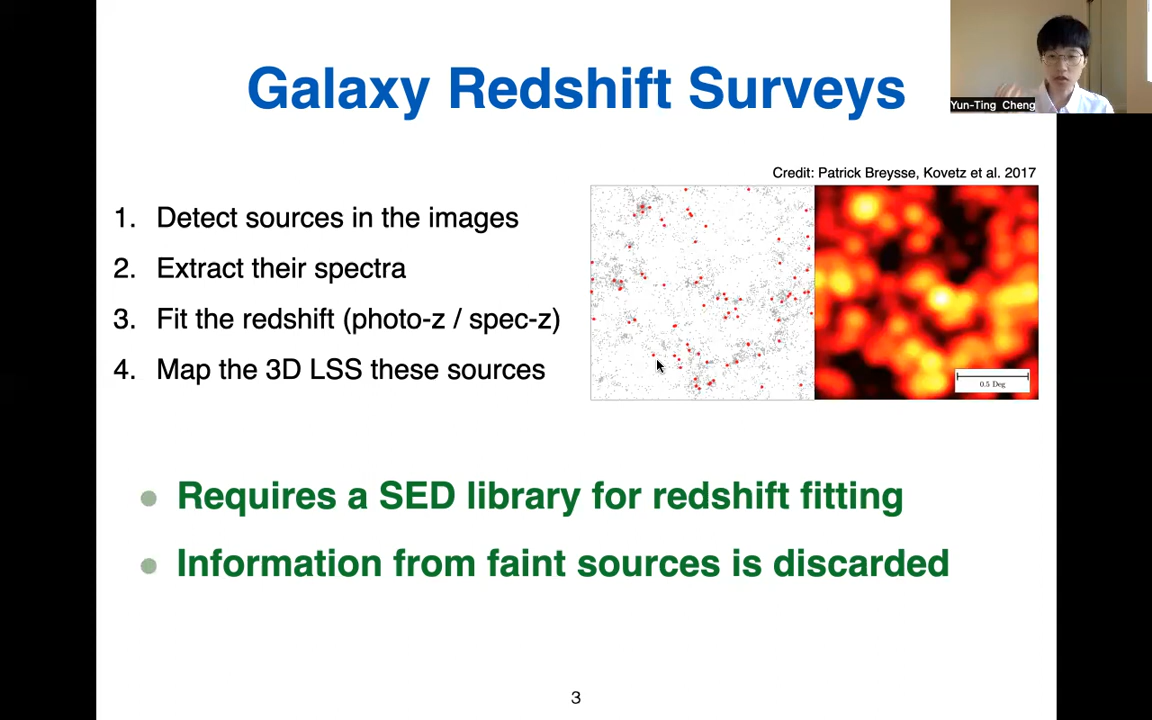 Galaxy Redshift Surveys
Yun-Ting Cheng
Credit: Patrick Breysse, Kovetz et al. 2017
1. Detect sources in the images
2. Extract their spectra
3. Fit the redshift (photo-z / spec-z)
4. Map the 3D LSS these sources
0.5 Deg
Requires a SED library for redshift fitting
Information from faint sources is discarded
3